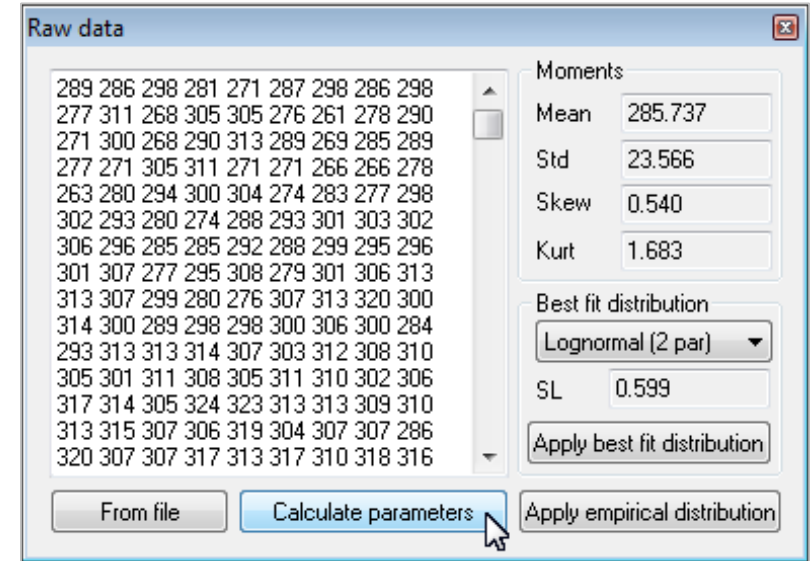 Raw data
289 286 298 281 271 287 298 286 298
277 311 268 305 305 276 261 278 290
271 300 268 290 313 289 269 285 289
277 271 305 311 271 271 266 266 278
263 280 294 300 304 274 283 277 298
302 293 280 274 288 293 301 303 302
306 296 285 285 292 288 299 295 296
301 307 277 295 308 279 301 306 313
313 307 299 280 276 307 313 320 300
314 300 289 298 298 300 306 300 284
293 313 313 314 307 303 312 308 310
305 301 311 308 305 311 310 302 306
317 314 305 324 323 313 313 309 310
313 315 307 306 319 304 307 307 286
320 307 307 317 313 317 310 318 316
Moments
Mean 285.737
Std 23.566
Skew 0.540
Kurt 1.683
Best fit distribution
Lognormal (2 par)
SL 0.599
Apply best fit distribution
From file
Calculate parameters
Apply empirical distribution